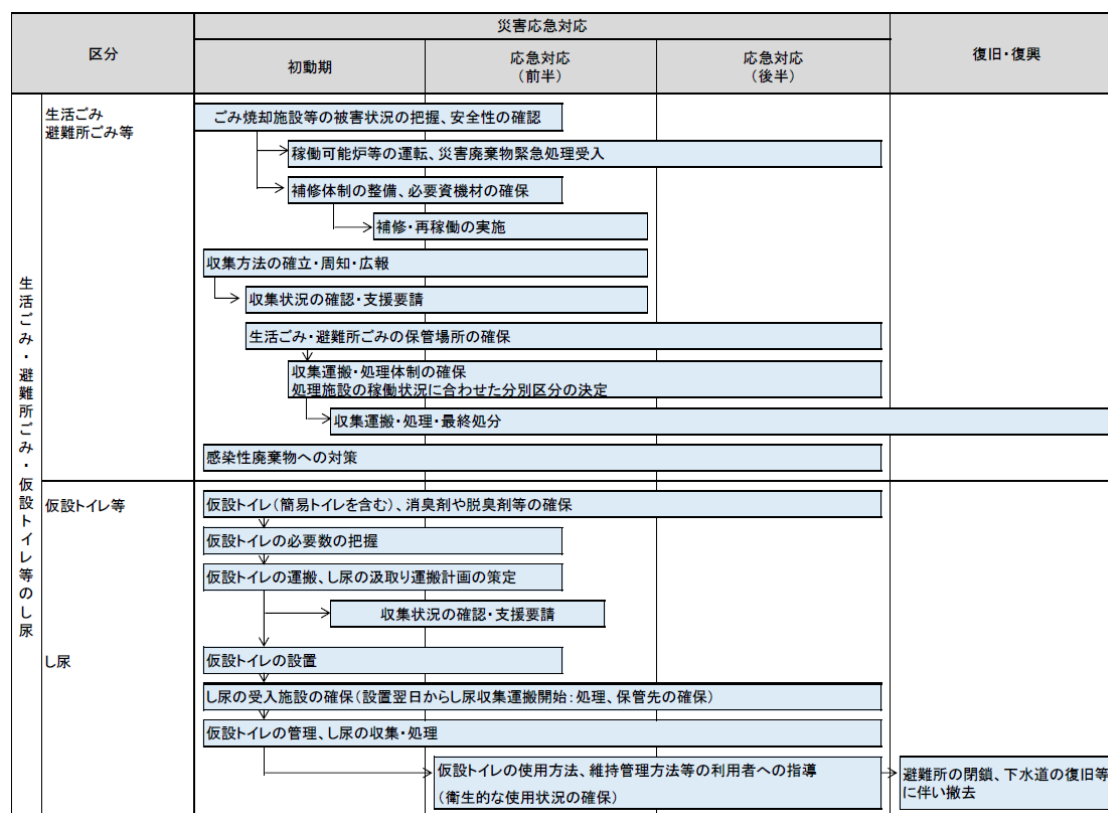 区分
災害応急対応
初動期
応急対応
(前半)
応急対応
(後半)
復旧・復興
生活ごみ・避難所ごみ・仮設トイレ等のし尿
生活ごみ
避難所ごみ等
ごみ焼却施設等の被害状況の把握、安全性の確認
稼働可能炉等の運転、災害廃棄物緊急処理受入
補修体制の整備、必要資機材の確保
補修・再稼働の実施
収集方法の確立・周知・広報
収集状況の確認・支援要請
生活ごみ・避難所ごみの保管場所の確保
収集運搬・処理体制の確保
処理施設の稼働状況に合わせた分別区分の決定
収集運搬・処理・最終処分
感染性廃棄物への対策
仮設トイレ等
仮設トイレ(簡易トイレを含む)、消臭剤や脱臭剤等の確保
仮設トイレの必要数の把握
仮設トイレの運搬、し尿の汲取り運搬計画の策定
収集状況の確認・支援要請
し尿
仮設トイレの設置
し尿の受入施設の確保(設置翌日からし尿収集運搬開始:処理、保管先の確保)
仮設トイレの管理、し尿の収集・処理
仮設トイレの使用方法、維持管理方法等の利用者への指導
(衛生的な使用状況の確保)
避難所の閉鎖、下水道の復旧等
に伴い撤去